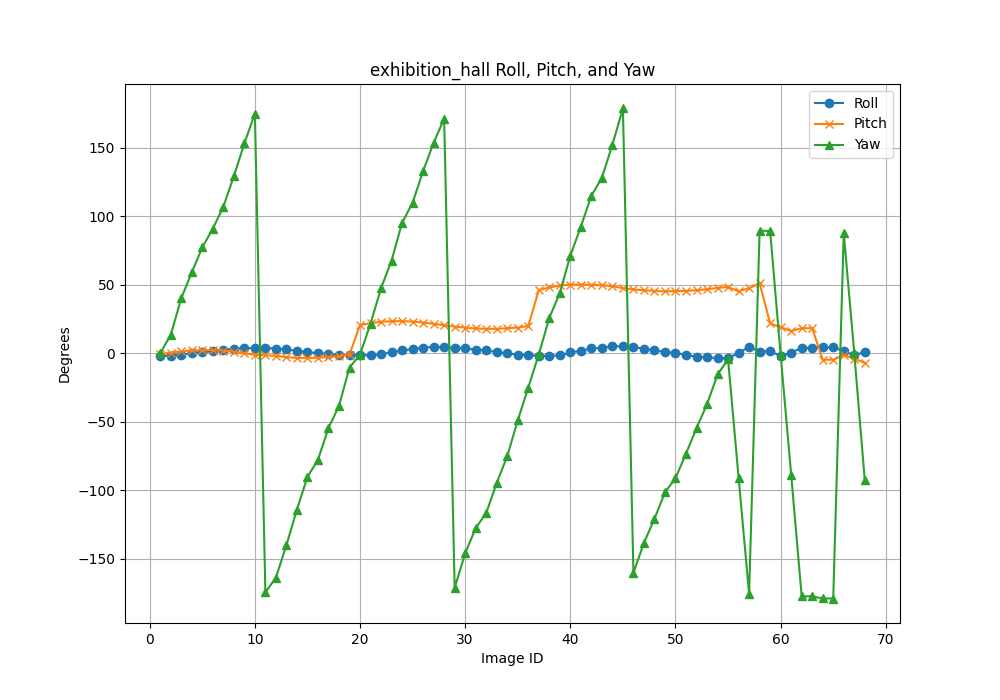 exhibition_hall Roll, Pitch, and Yaw
Roll
Pitch
Yaw
Degrees
150
100
50
0
−50
−100
−150
0 10 20 30 40 50 60 70
Image ID